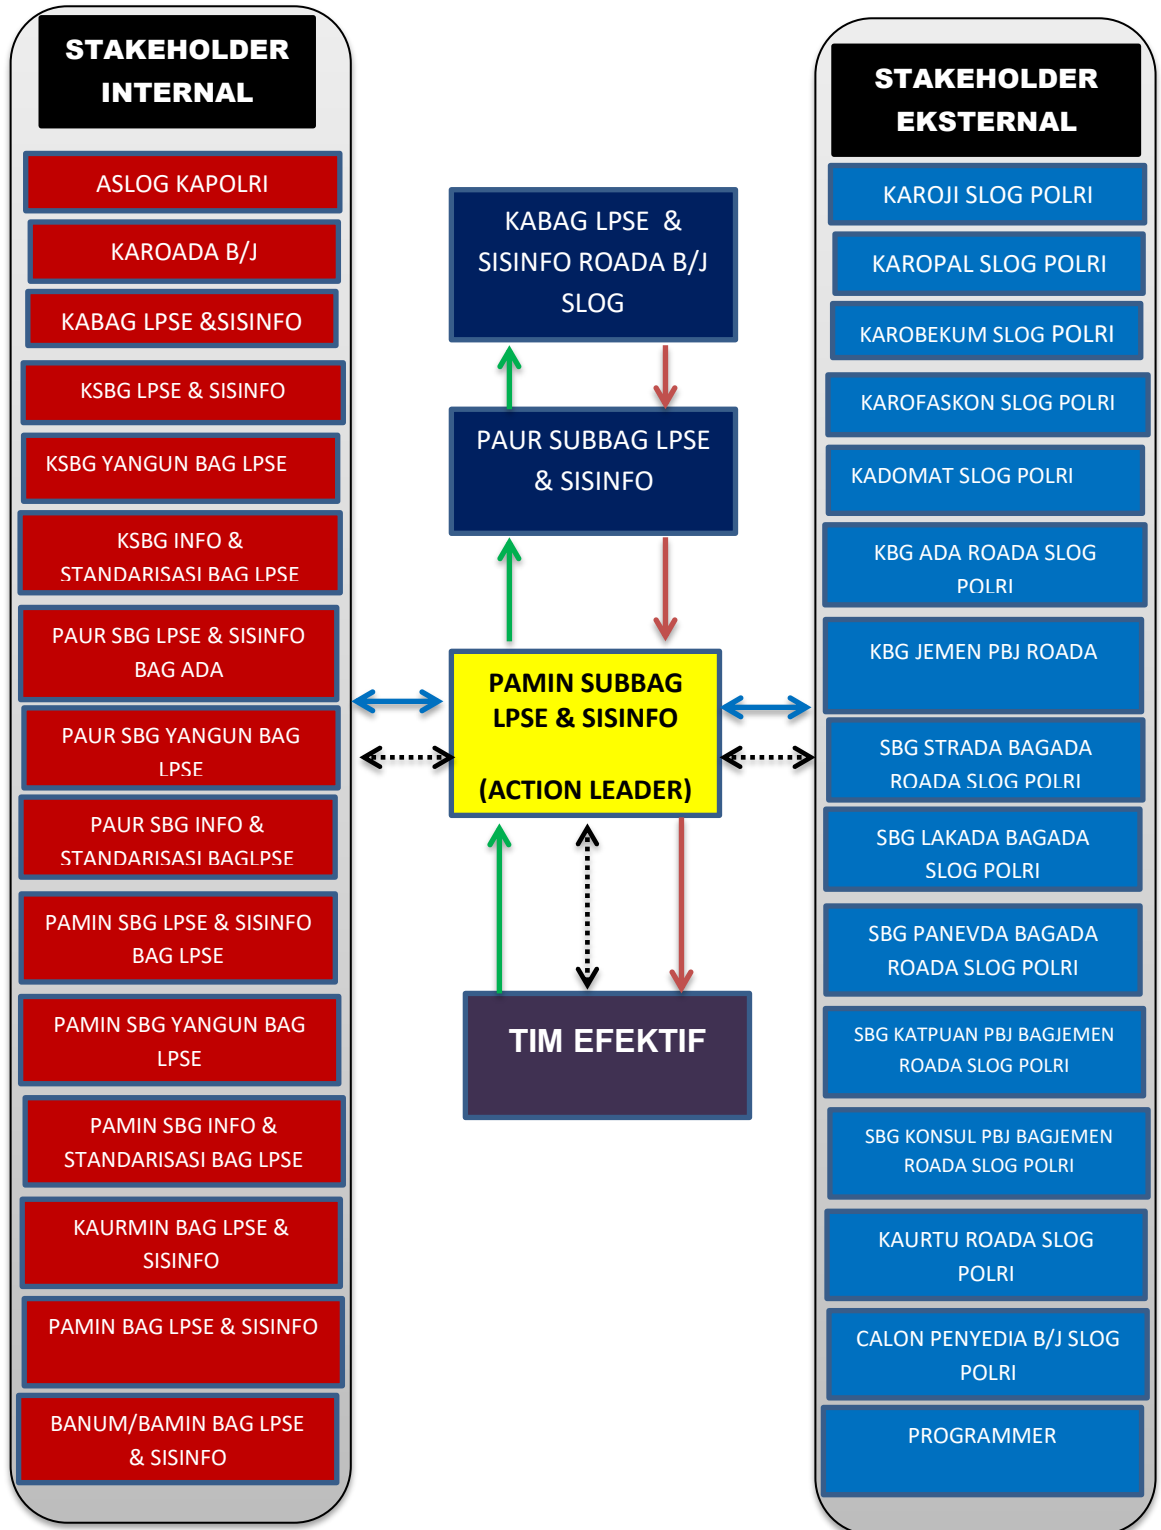 STAKEHOLDER
INTERNAL
ASLOG KAPOLRI
KAROADA B/J
KABAG LPSE &SISINFO
KSBG LPSE & SISINFO
KSBG YANGUN BAG LPSE
KSBG INFO &
STANDARISASI BAG LPSE
PAUR SBG LPSE & SISINFO
BAG ADA
PAUR SBG YANGUN BAG
LPSE
PAUR SBG INFO &
STANDARISASI BAGLPSE
PAMIN SBG LPSE & SISINFO
BAG LPSE
PAMIN SBG YANGUN BAG
LPSE
PAMIN SBG INFO &
STANDARISASI BAG LPSE
KAURMIN BAG LPSE &
SISINFO
PAMIN BAG LPSE & SISINFO
BANUM/BAMIN BAG LPSE
& SISINFO
KABAG LPSE &
SISINFO ROADA B/J
SLOG
PAUR SUBBAG LPSE
& SISINFO
PAMIN SUBBAG
LPSE & SISINFO
(ACTION LEADER)
TIM EFEKTIF
STAKEHOLDER
EKSTERNAL
KAROJI SLOG POLRI
KAROPAL SLOG POLRI
KAROBEKUM SLOG POLRI
KAROFASKON SLOG POLRI
KADOMAT SLOG POLRI
KBG ADA ROADA SLOG
POLRI
KBG JEMEN PBJ ROADA
SBG STRADA BAGADA
ROADA SLOG POLRI
SBG LAKADA BAGADA
SLOG POLRI
SBG PANEVDA BAGADA
ROADA SLOG POLRI
SBG KATPUAN PBJ BAGJEMEN
ROADA SLOG POLRI
SBG KONSUL PBJ BAGJEMEN
ROADA SLOG POLRI
KAURTU ROADA SLOG
POLRI
CALON PENYEDIA B/J SLOG
POLRI
PROGRAMMER